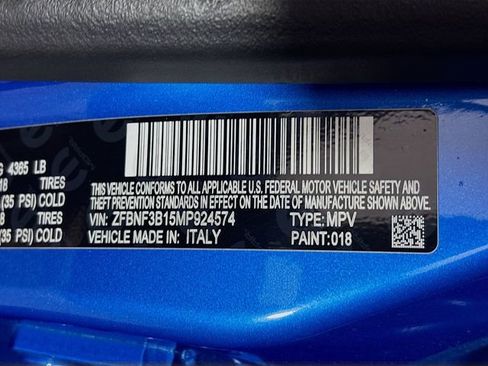 G 4365 LB
18 TIRES
(35 PSI) COLD
8 TIRES
(35 PSI) COLD
THIS VEHICLE CONFORMS TO ALL APPLICABLE U.S. FEDERAL MOTOR VEHICLE SAFETY AND
THEFT PREVENTION STANDARDS IN EFFECT ON THE DATE OF MANUFACTURE SHOWN ABOVE.
VIN: ZFBNF3B15MP924574 TYPE: MPV
VEHICLE MADE IN: ITALY PAINT:018